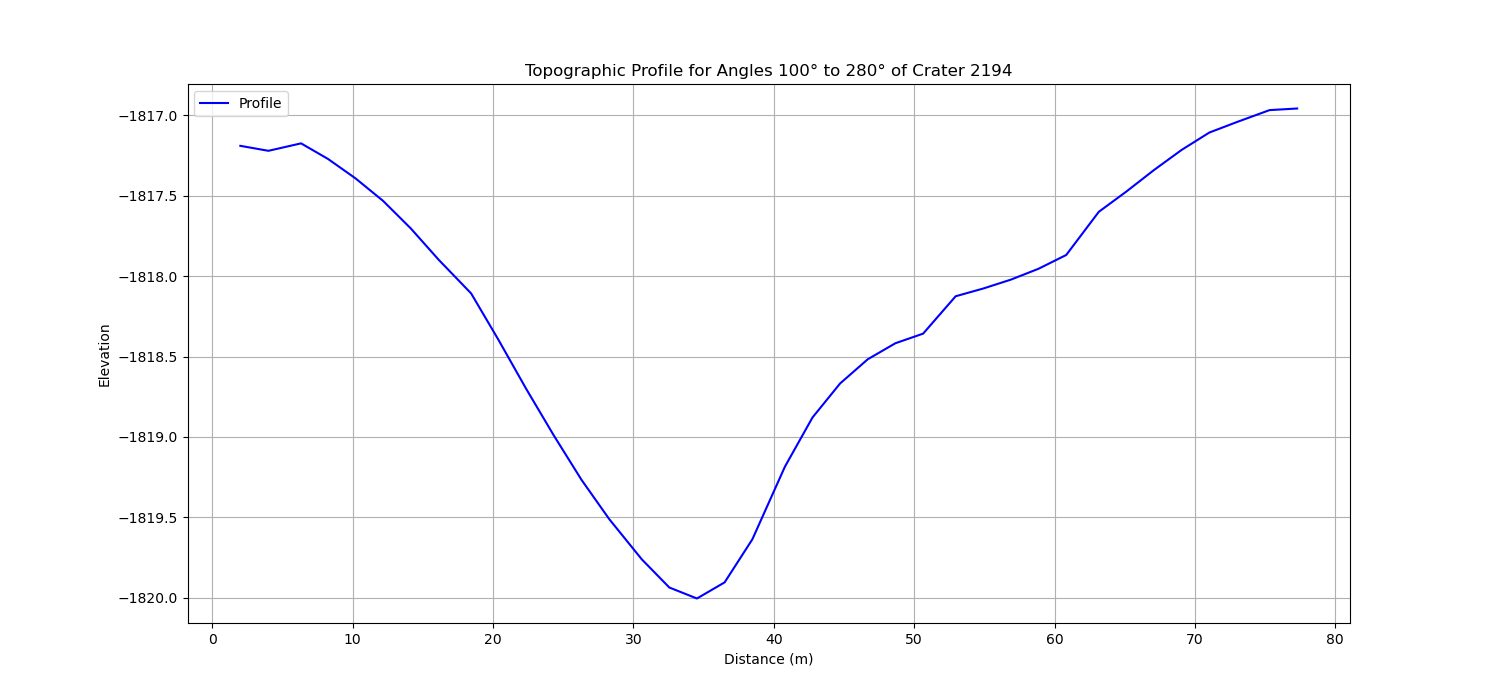 Topographic Profile for Angles 100° to 280° of Crater 2194
Profile
−1817.0
−1817.5
−1818.0
−1818.5
−1819.0
−1819.5
−1820.0
Elevation
0 10 20 30 40 50 60 70 80
Distance (m)